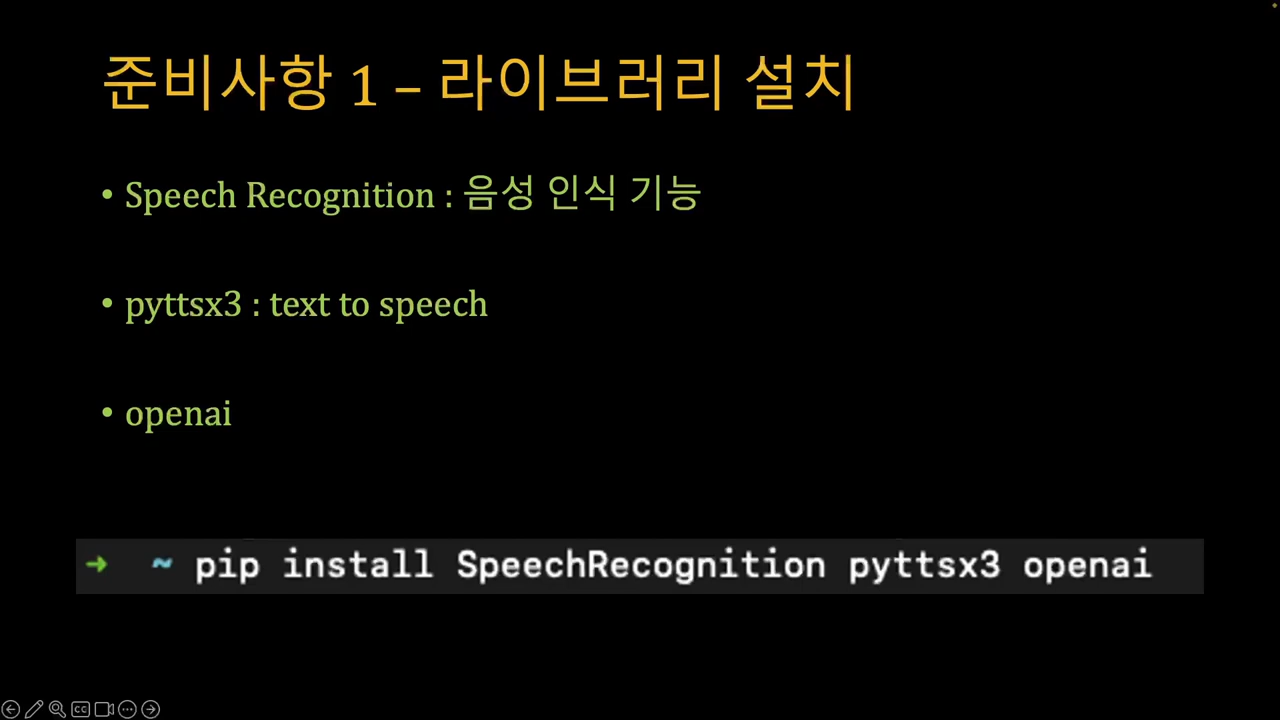 준비사항 1 – 라이브러리 설치
• Speech Recognition : 음성 인식 기능
• pyttsx3 : text to speech
• openai
➜ ~ pip install SpeechRecognition pyttsx3 openai
CC